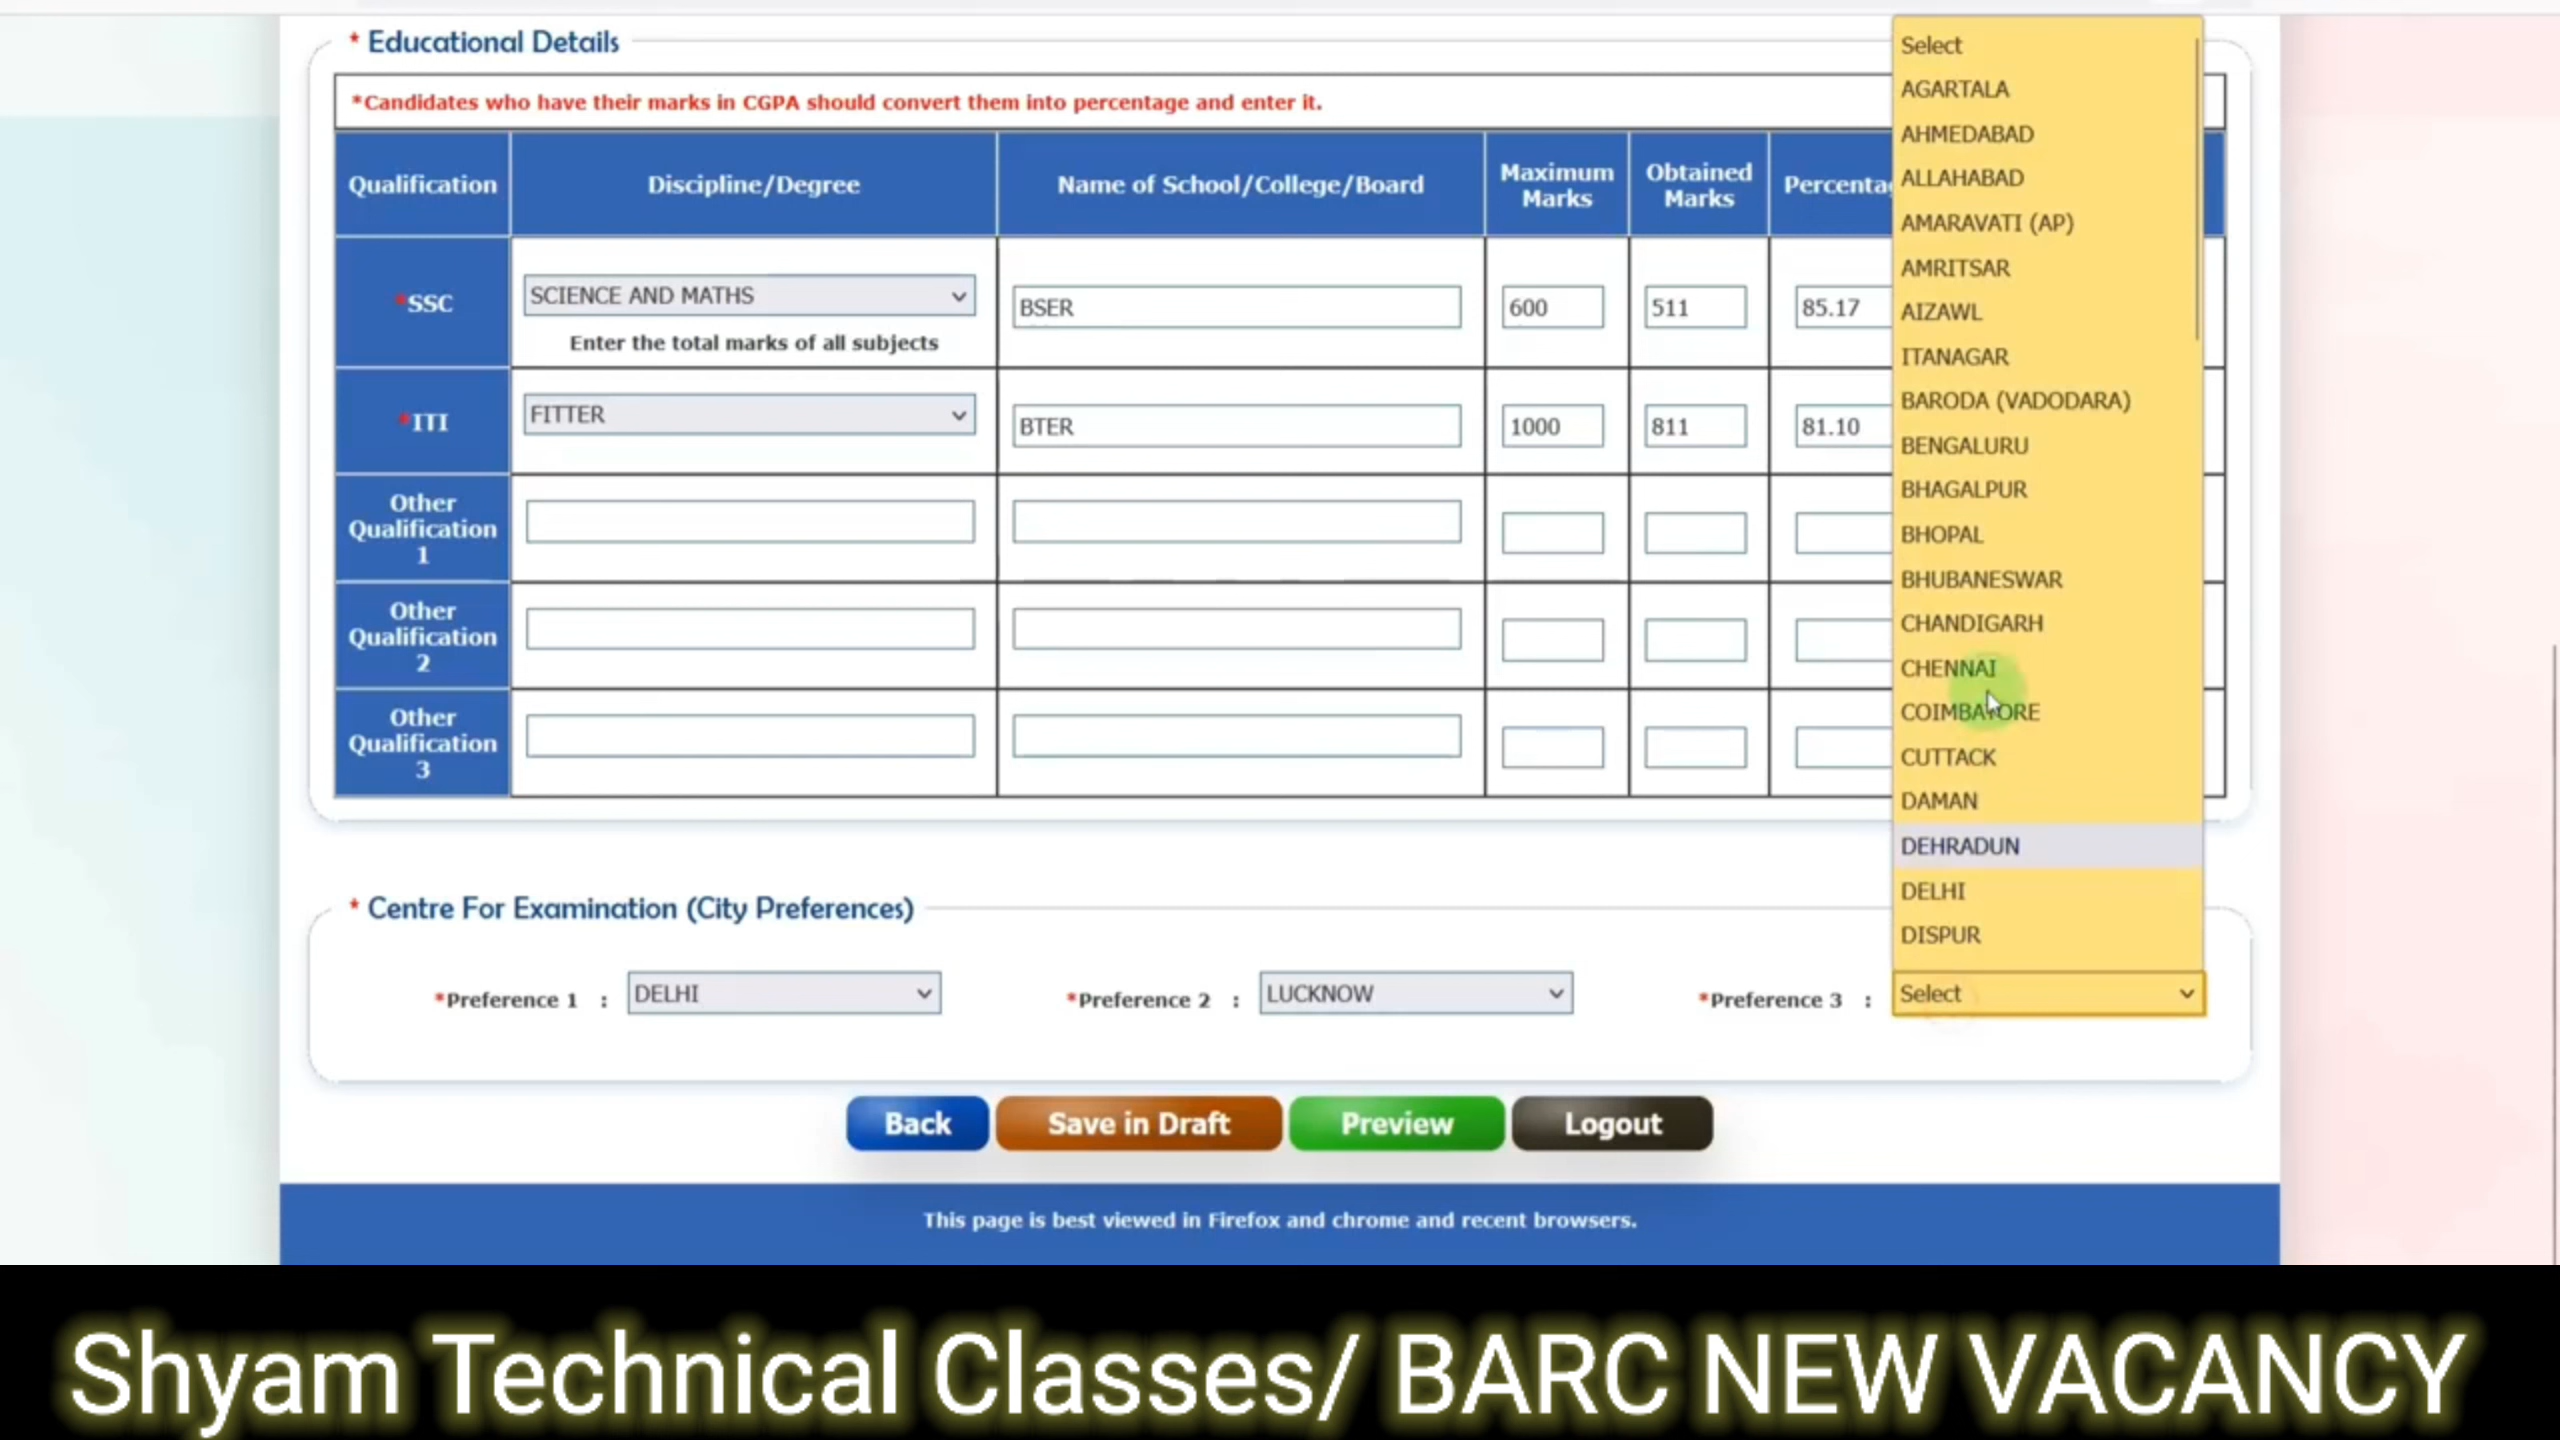 * Educational Details
*Candidates who have their marks in CGPA should convert them into percentage and enter it.
Qualification
Discipline/Degree
Name of School/College/Board
Maximum Marks
Obtained Marks
*SSC
SCIENCE AND MATHS
Enter the total marks of all subjects
BSER
600
511
85.17
*ITI
FITTER
BTER
1000
811
81.10
Other
Qualification
1
Other
Qualification
2
Other
Qualification
3
Select
AGARTALA
AHMEDABAD
ALLAHABAD
AMARAVATI (AP)
AMRITSAR
AIZAWL
ITANAGAR
BARODA (VADODARA)
BENGALURU
BHAGALPUR
BHOPAL
BHUBANESWAR
CHANDIGARH
CHENNAI
COIMBATORE
CUTTACK
DAMAN
DEHRADUN
DELHI
DISPUR
* Centre For Examination (City Preferences)
*Preference 1 : DELHI
*Preference 2 : LUCKNOW
*Preference 3 : Select
Back
Save in Draft
Preview
Logout
This page is best viewed in Firefox and chrome and recent browsers.
Shyam Technical Classes/ BARC NEW VACANCY